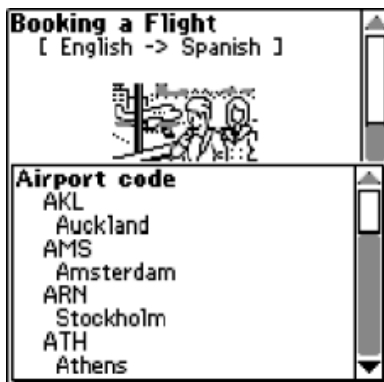 Booking a Flight
[ English -> Spanish ]
Airport code
AKL
Auckland
AMS
Amsterdam
ARN
Stockholm
ATH
Athens